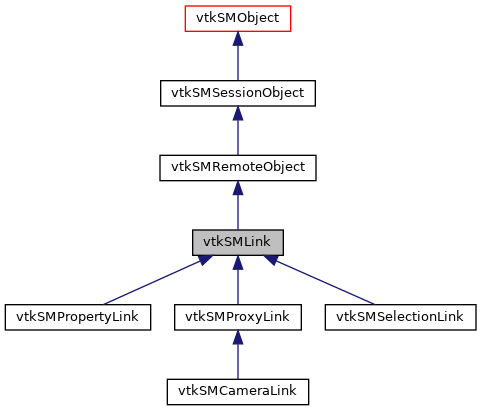 vtkSMObject
vtkSMSessionObject
vtkSMRemoteObject
vtkSMLink
vtkSMPropertyLink
vtkSMProxyLink
vtkSMSelectionLink
vtkSMCameraLink